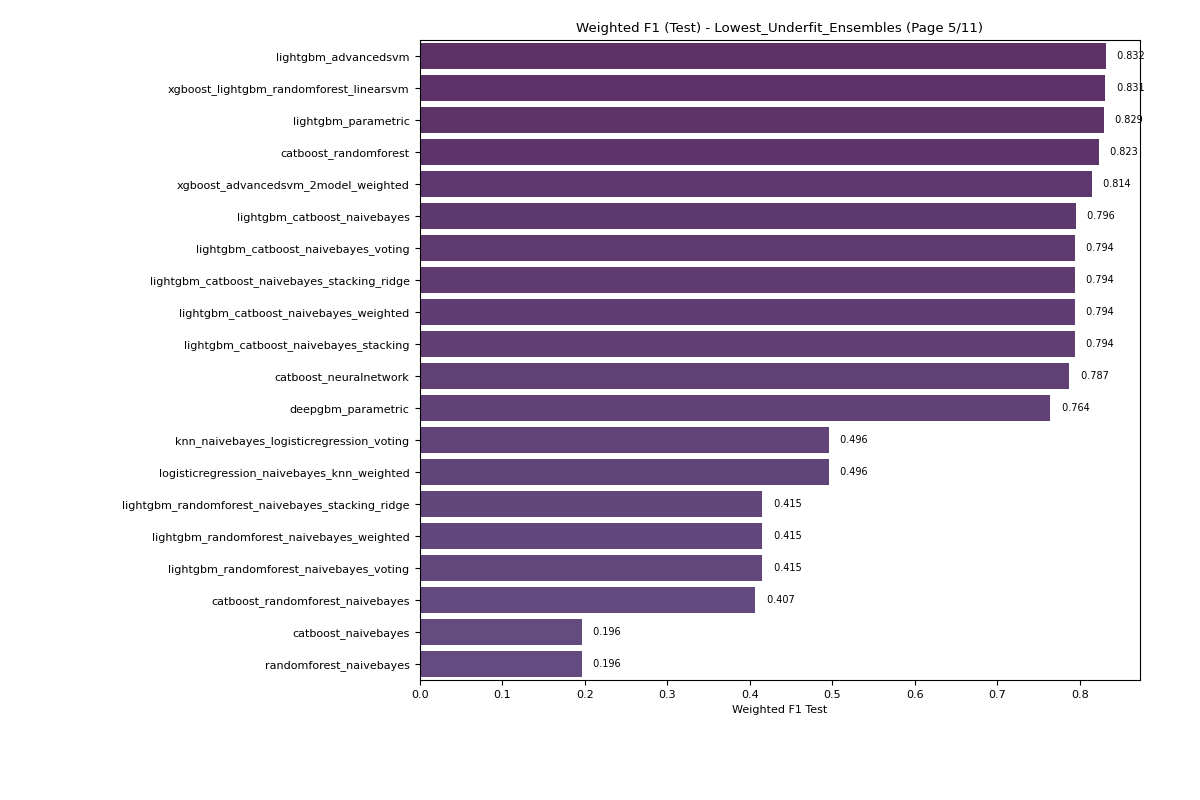 Weighted F1 (Test) - Lowest_Underfit_Ensembles (Page 5/11)
lightgbm_advancedsvm 0.832
xgboost_lightgbm_randomforest_linearsvm 0.831
lightgbm_parametric 0.829
catboost_randomforest 0.823
xgboost_advancedsvm_2model_weighted 0.814
lightgbm_catboost_naivebayes 0.796
lightgbm_catboost_naivebayes_voting 0.794
lightgbm_catboost_naivebayes_stacking_ridge 0.794
lightgbm_catboost_naivebayes_weighted 0.794
lightgbm_catboost_naivebayes_stacking 0.794
catboost_neuralnetwork 0.787
deepgbm_parametric 0.764
knn_naivebayes_logisticregression_voting 0.496
logisticregression_naivebayes_knn_weighted 0.496
lightgbm_randomforest_naivebayes_stacking_ridge 0.415
lightgbm_randomforest_naivebayes_weighted 0.415
lightgbm_randomforest_naivebayes_voting 0.415
catboost_randomforest_naivebayes 0.407
catboost_naivebayes 0.196
randomforest_naivebayes 0.196
0.0 0.1 0.2 0.3 0.4 0.5 0.6 0.7 0.8
Weighted F1 Test